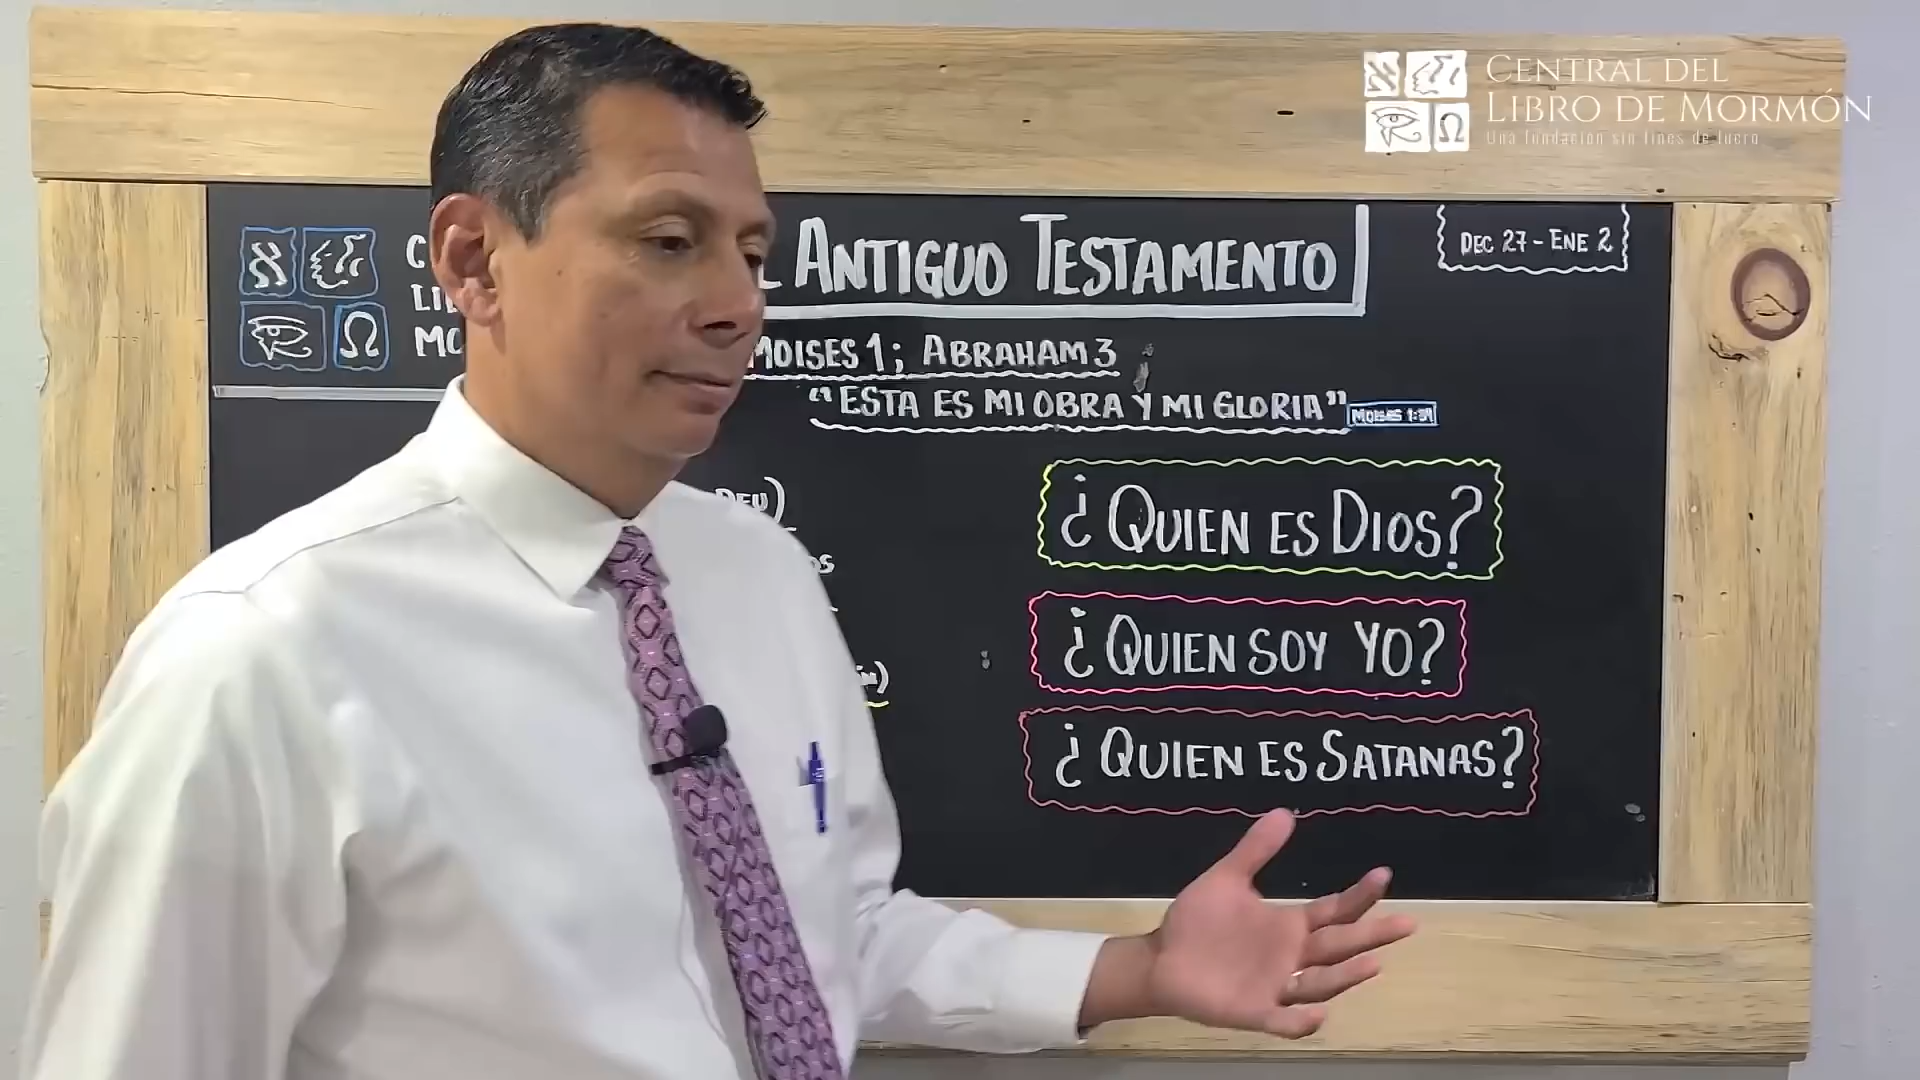 CENTRAL DEL
LIBRO DE MORMÓN
Una fundación sin fines de lucro
ANTIGUO TESTAMENTO
DEC 27 - ENE 2
MOISES 1; ABRAHAM 3
"ESTA ES MI OBRA Y MI GLORIA"
MOISES 1:39
¿QUIEN ES DIOS?
¿QUIEN SOY YO?
¿QUIEN ES SATANAS?